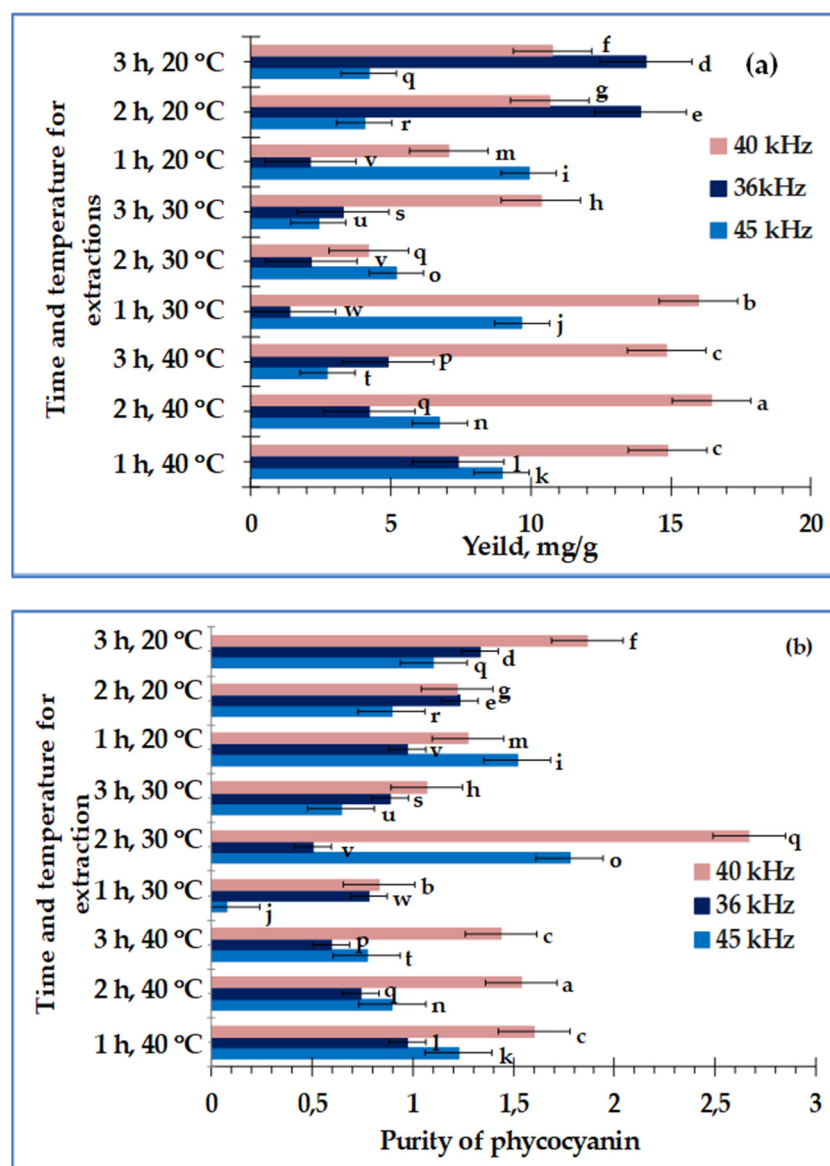 (a)
3 h, 20 °C
f
d
q
2 h, 20 °C
g
e
r
1 h, 20 °C
m
v
i
3 h, 30 °C
h
s
u
2 h, 30 °C
q
v
o
1 h, 30 °C
b
w
j
3 h, 40 °C
c
p
t
2 h, 40 °C
a
q
n
1 h, 40 °C
c
l
k
40 kHz
36kHz
45 kHz
Time and temperature for
extractions
0 5 10 15 20
Yeild, mg/g
(b)
3 h, 20 °C
f
d
q
2 h, 20 °C
g
e
r
1 h, 20 °C
m
v
i
3 h, 30 °C
h
s
u
2 h, 30 °C
q
v
o
1 h, 30 °C
b
w
j
3 h, 40 °C
c
p
t
2 h, 40 °C
a
q
n
1 h, 40 °C
c
l
k
40 kHz
36 kHz
45 kHz
Time and temperature for
extraction
0 0,5 1 1,5 2 2,5 3
Purity of phycocyanin